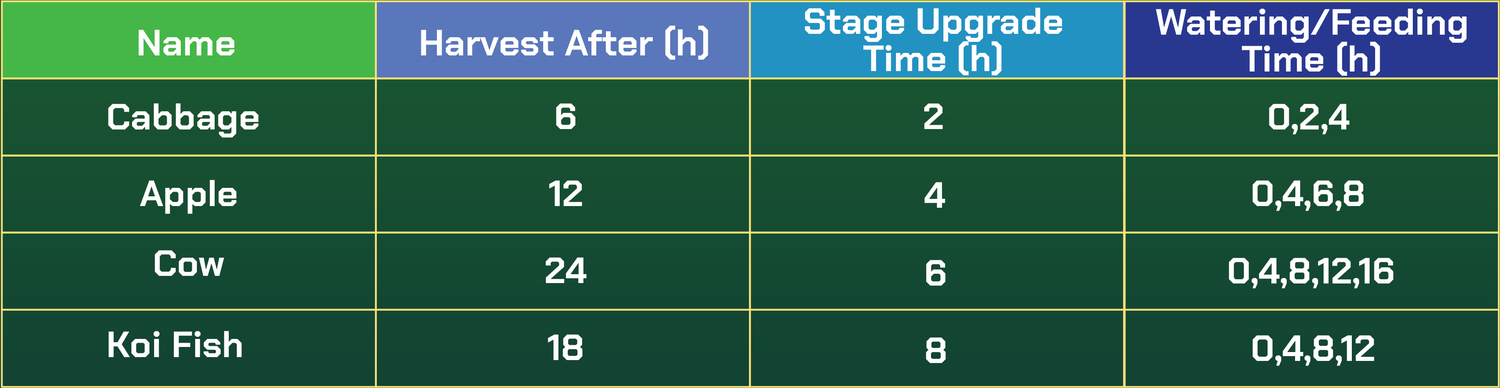 Name Harvest After (h) Stage Upgrade Time (h) Watering/Feeding Time (h)
Cabbage 6 2 0,2,4
Apple 12 4 0,4,6,8
Cow 24 6 0,4,8,12,16
Koi Fish 18 8 0,4,8,12